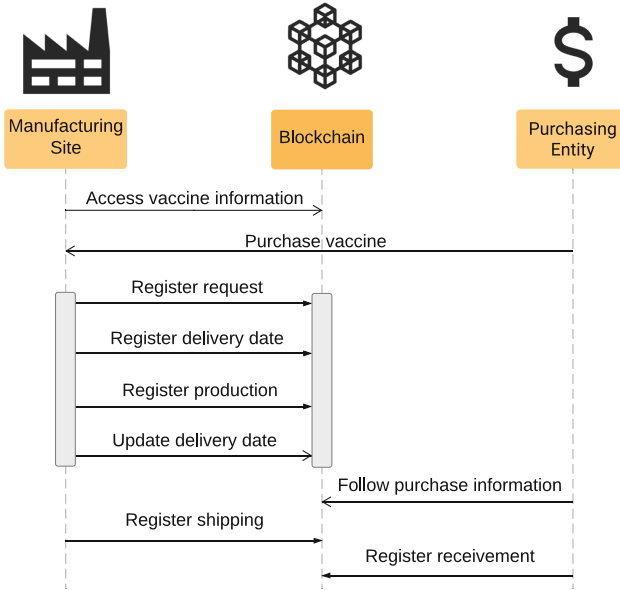 Manufacturing
Site
Blockchain
Purchasing
Entity
Access vaccine information
Purchase vaccine
Register request
Register delivery date
Register production
Update delivery date
Follow purchase information
Register shipping
Register receivement